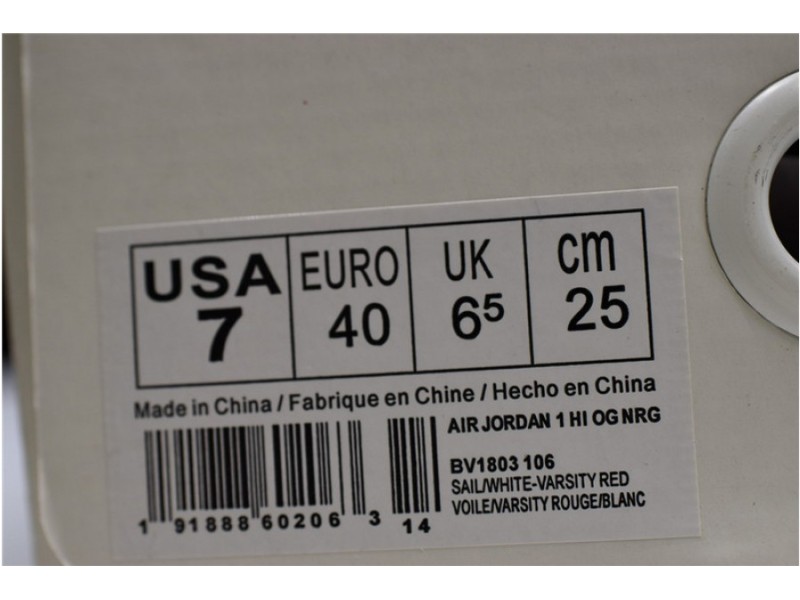 USA EURO UK cm
7 40 6⁵ 25
Made in China / Fabrique en Chine / Hecho en China
AIR JORDAN 1 HI OG NRG
BV1803 106
SAIL/WHITE-VARSITY RED
VOILE/VARSITY ROUGE/BLANC
1 91888 60206 3 14